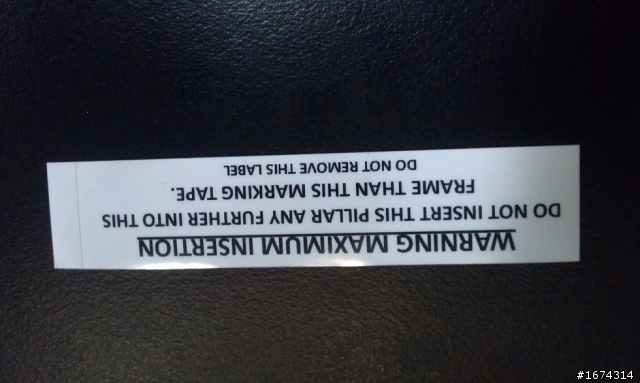 WARNING MAXIMUM INSERTION
DO NOT INSERT THIS PILLAR ANY FURTHER INTO THIS
FRAME THAN THIS MARKING TAPE.
DO NOT REMOVE THIS LABEL
#1674314